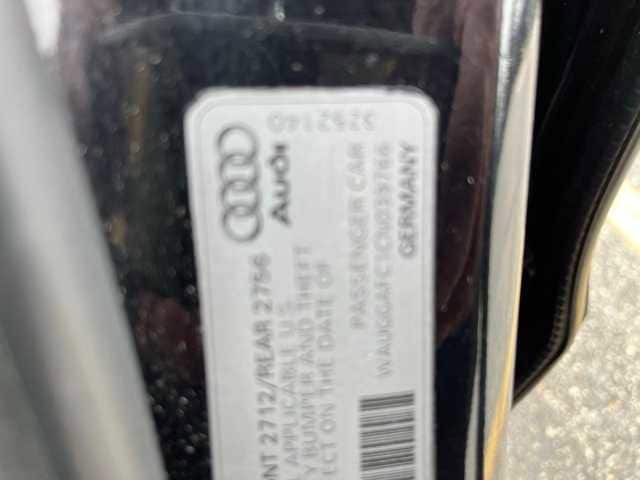 Audi
NT 2712/REAR 2756
APPLICABLE U.S.
Y BUMPER AND THEFT
ECT ON THE DATE OF
PASSENGER CAR
GERMANY